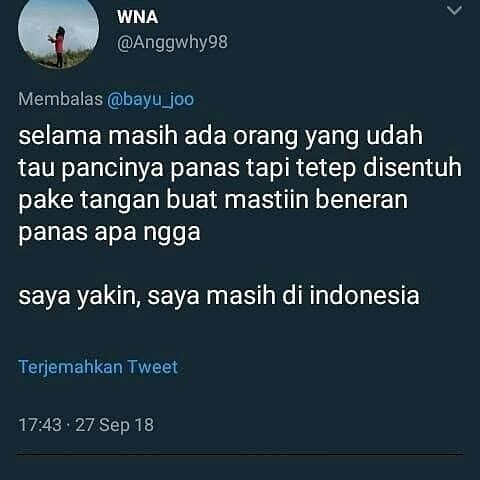 WNA
@Anggwhy98
Membalas @bayu_joo
selama masih ada orang yang udah
tau pancinya panas tapi tetep disentuh
pake tangan buat mastiin beneran
panas apa ngga
saya yakin, saya masih di indonesia
Terjemahkan Tweet
17:43 · 27 Sep 18